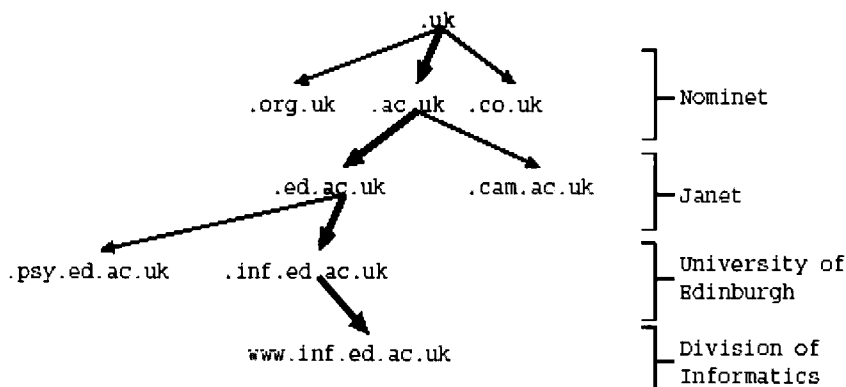 .uk
.org.uk .ac.uk .co.uk
Nominet
.ed.ac.uk .cam.ac.uk
Janet
.psy.ed.ac.uk .inf.ed.ac.uk
University of
Edinburgh
www.inf.ed.ac.uk
Division of
Informatics